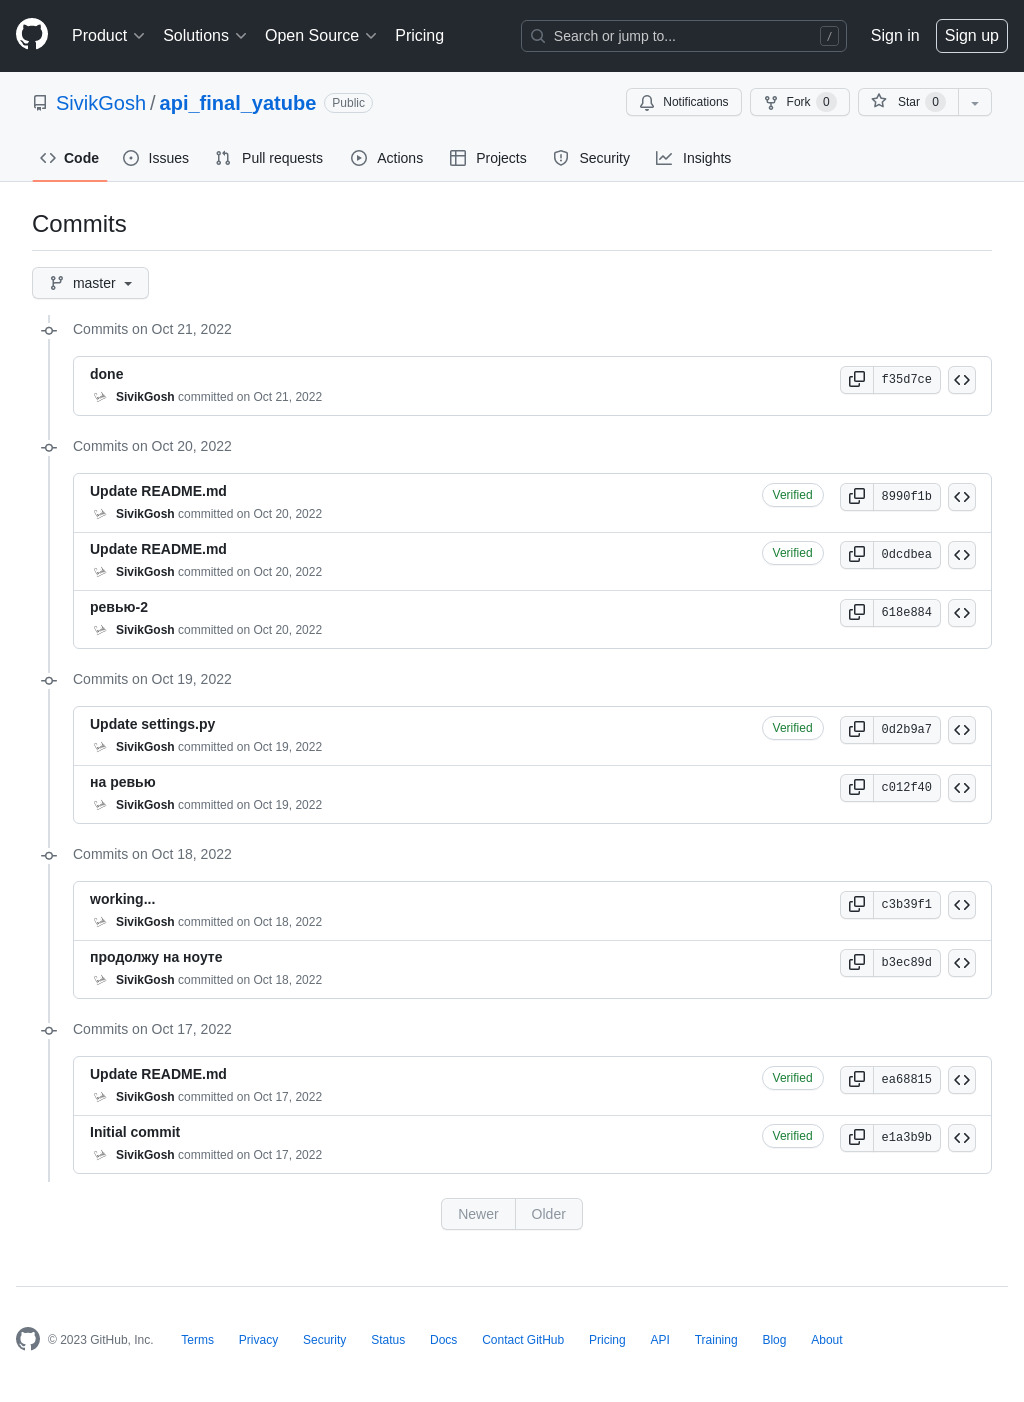 Product Solutions Open Source Pricing Search or jump to... / Sign in Sign up
SivikGosh / api_final_yatube Public Notifications Fork 0 Star 0
Code Issues Pull requests Actions Projects Security Insights
Commits
master
Commits on Oct 21, 2022
done
SivikGosh committed on Oct 21, 2022
f35d7ce
Commits on Oct 20, 2022
Update README.md
SivikGosh committed on Oct 20, 2022
Verified 8990f1b
Update README.md
SivikGosh committed on Oct 20, 2022
Verified 0dcdbea
ревью-2
SivikGosh committed on Oct 20, 2022
618e884
Commits on Oct 19, 2022
Update settings.py
SivikGosh committed on Oct 19, 2022
Verified 0d2b9a7
на ревью
SivikGosh committed on Oct 19, 2022
c012f40
Commits on Oct 18, 2022
working...
SivikGosh committed on Oct 18, 2022
c3b39f1
продолжу на ноуте
SivikGosh committed on Oct 18, 2022
b3ec89d
Commits on Oct 17, 2022
Update README.md
SivikGosh committed on Oct 17, 2022
Verified ea68815
Initial commit
SivikGosh committed on Oct 17, 2022
Verified e1a3b9b
Newer Older
© 2023 GitHub, Inc. Terms Privacy Security Status Docs Contact GitHub Pricing API Training Blog About